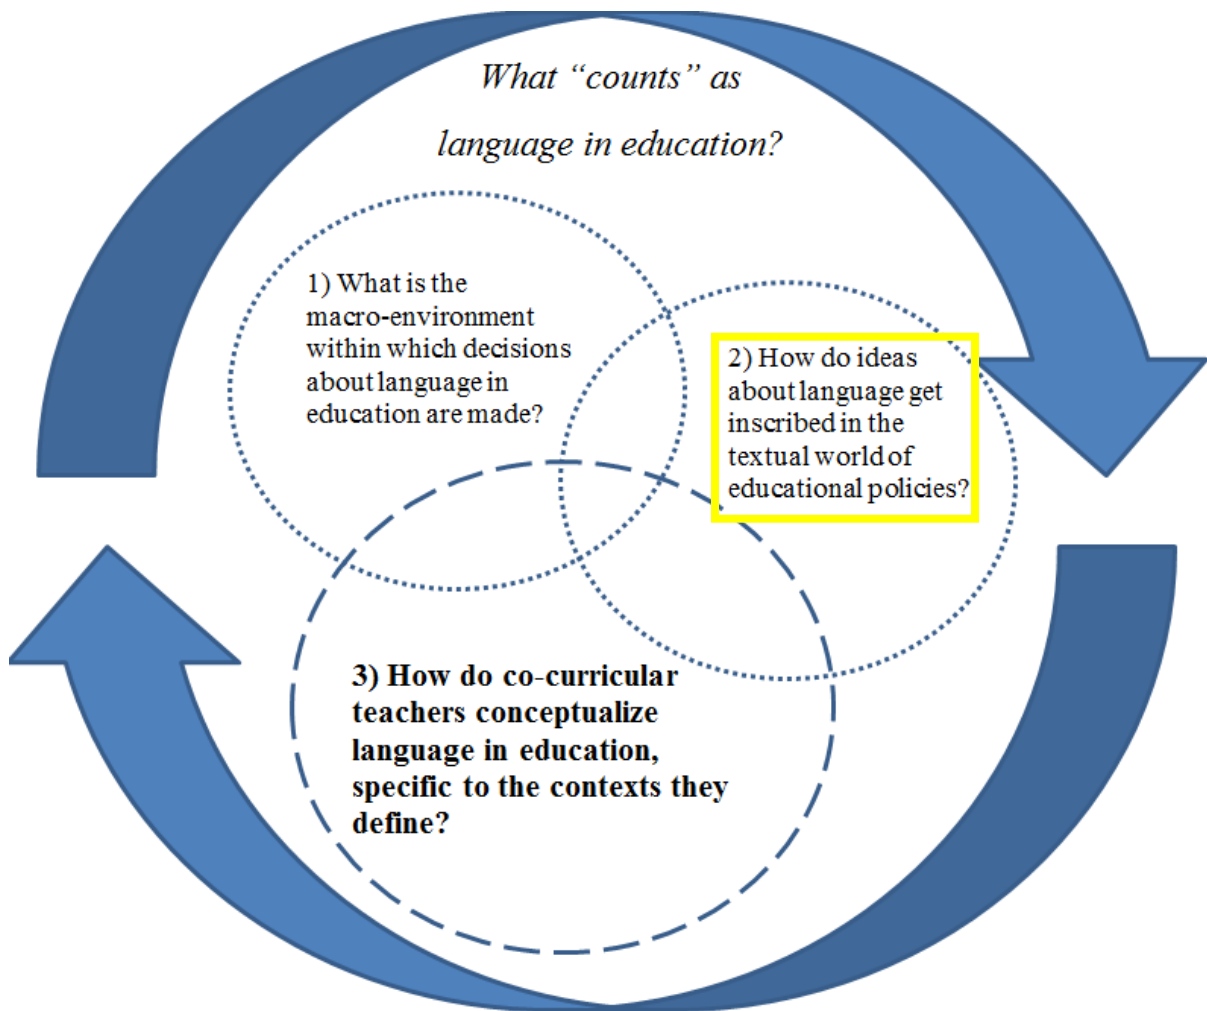 What “counts” as
language in education?
1) What is the
macro-environment
within which decisions
about language in
education are made?
2) How do ideas
about language get
inscribed in the
textual world of
educational policies?
3) How do co-curricular
teachers conceptualize
language in education,
specific to the contexts they
define?